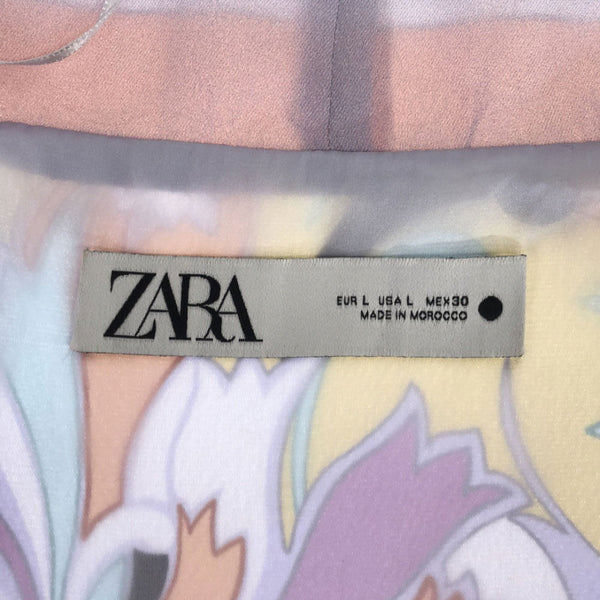 ZARA
EUR L USA L MEX 30
MADE IN MOROCCO